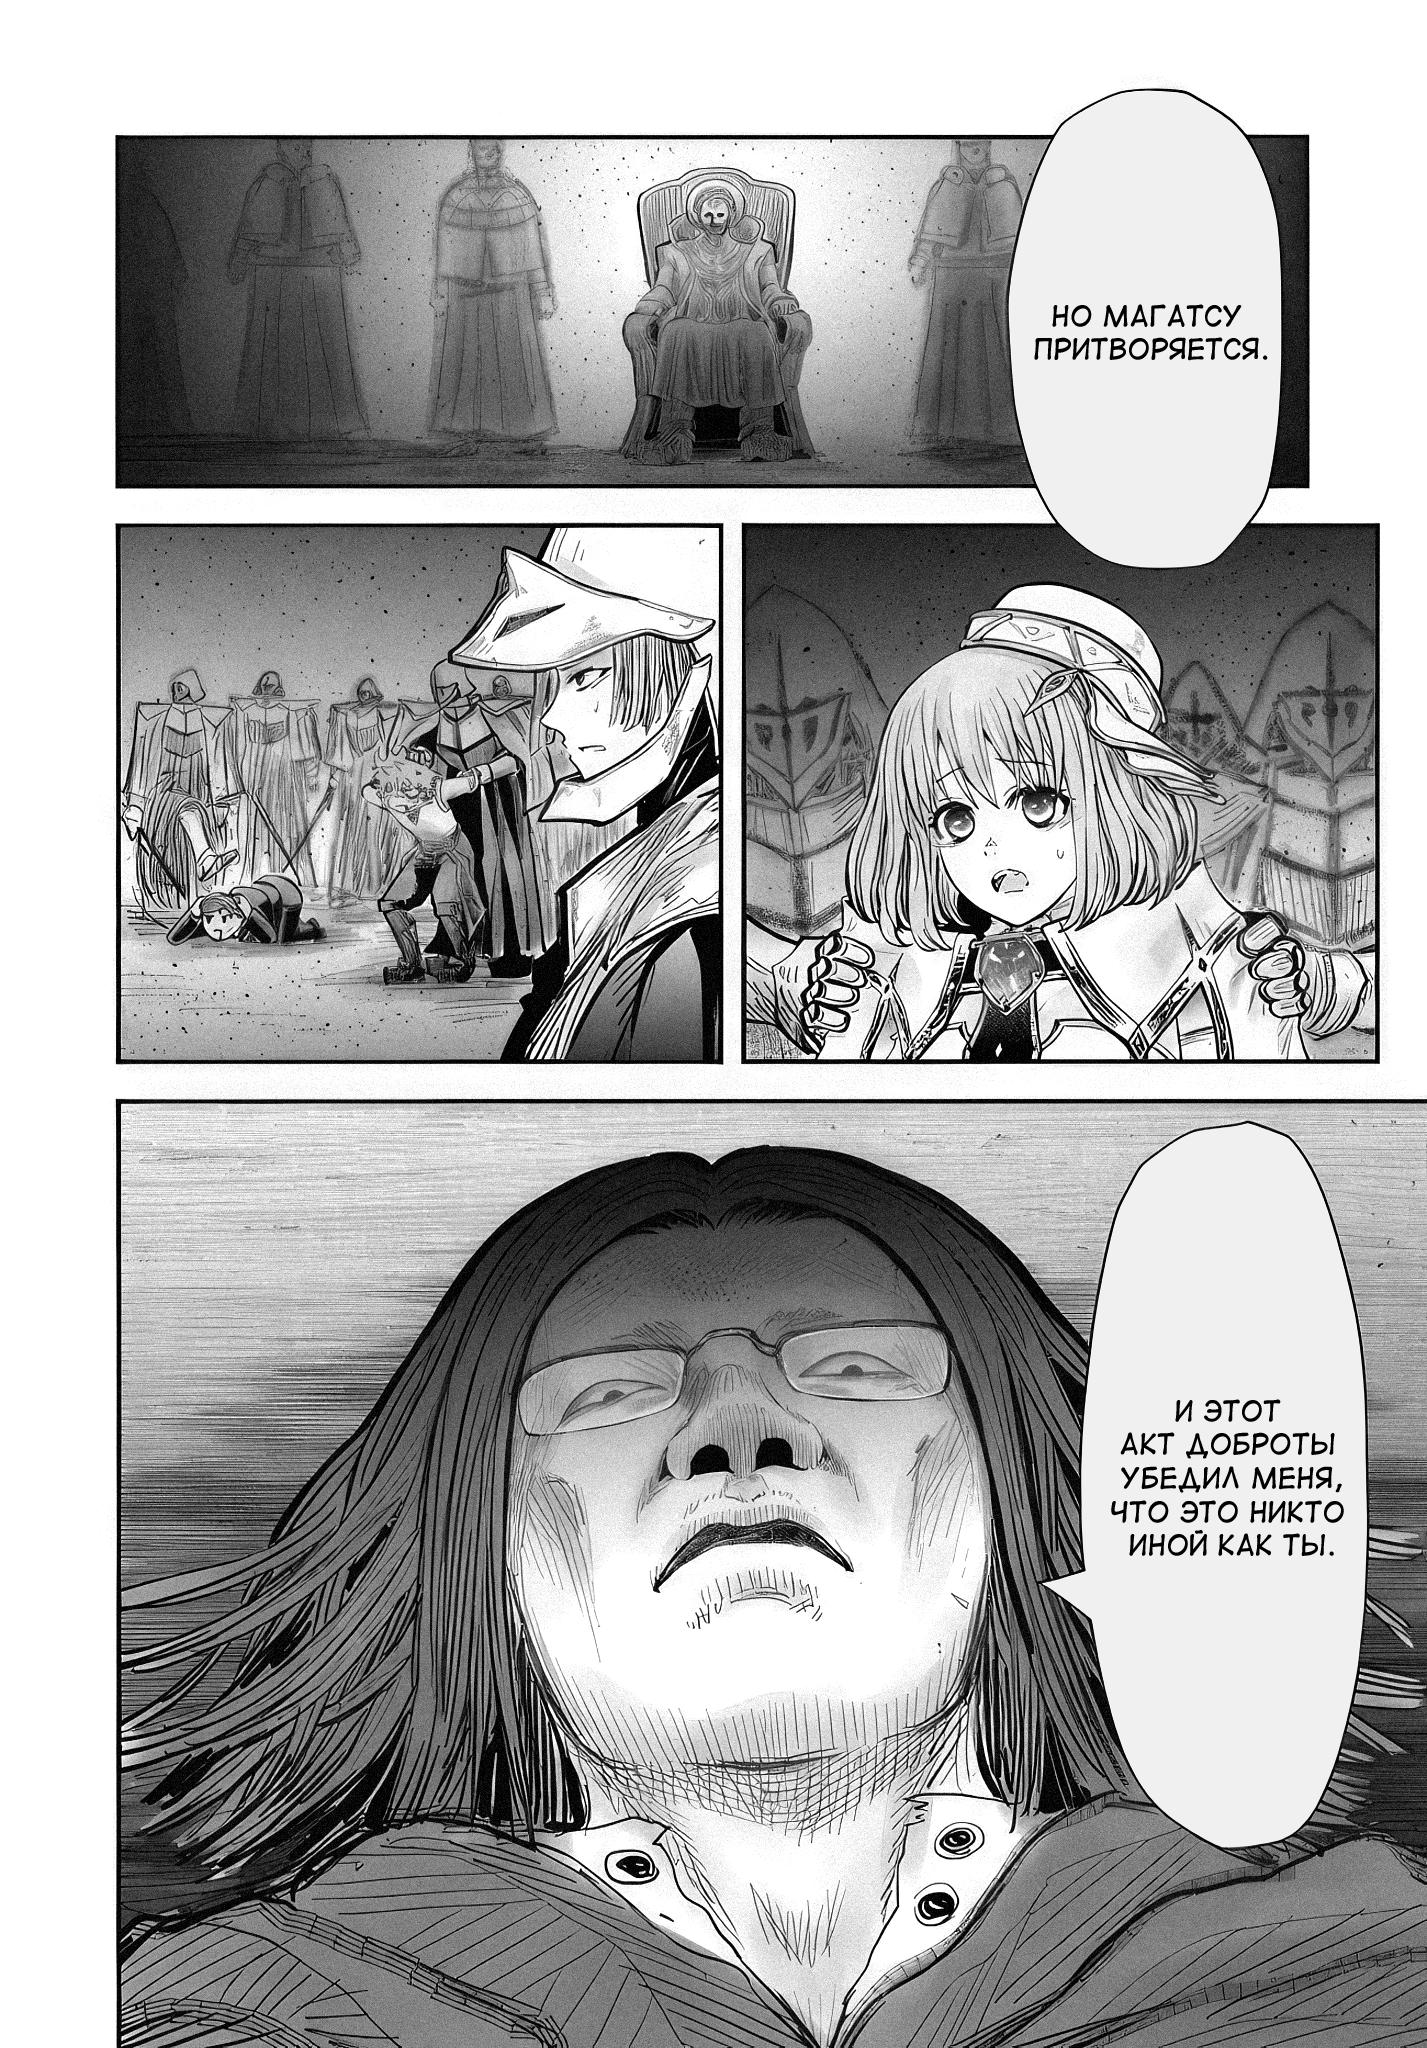 НО МАГАТСУ
ПРИТВОРЯЕТСЯ.
И ЭТОТ
АКТ ДОБРОТЫ
УБЕДИЛ МЕНЯ,
ЧТО ЭТО НИКТО
ИНОЙ КАК ТЫ.